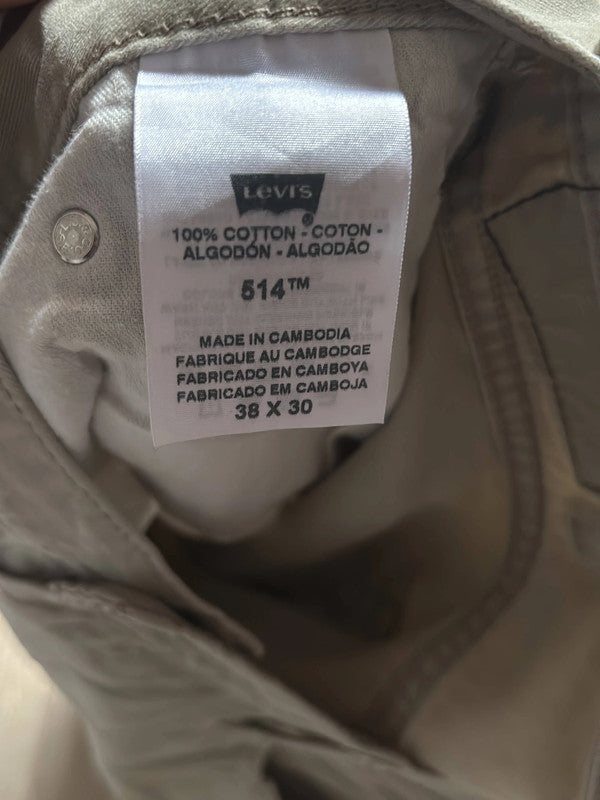 Levi's
®
100% COTTON - COTON -
ALGODÓN - ALGODÃO
514™
MADE IN CAMBODIA
FABRIQUE AU CAMBODGE
FABRICADO EN CAMBOYA
FABRICADO EM CAMBOJA
38 X 30